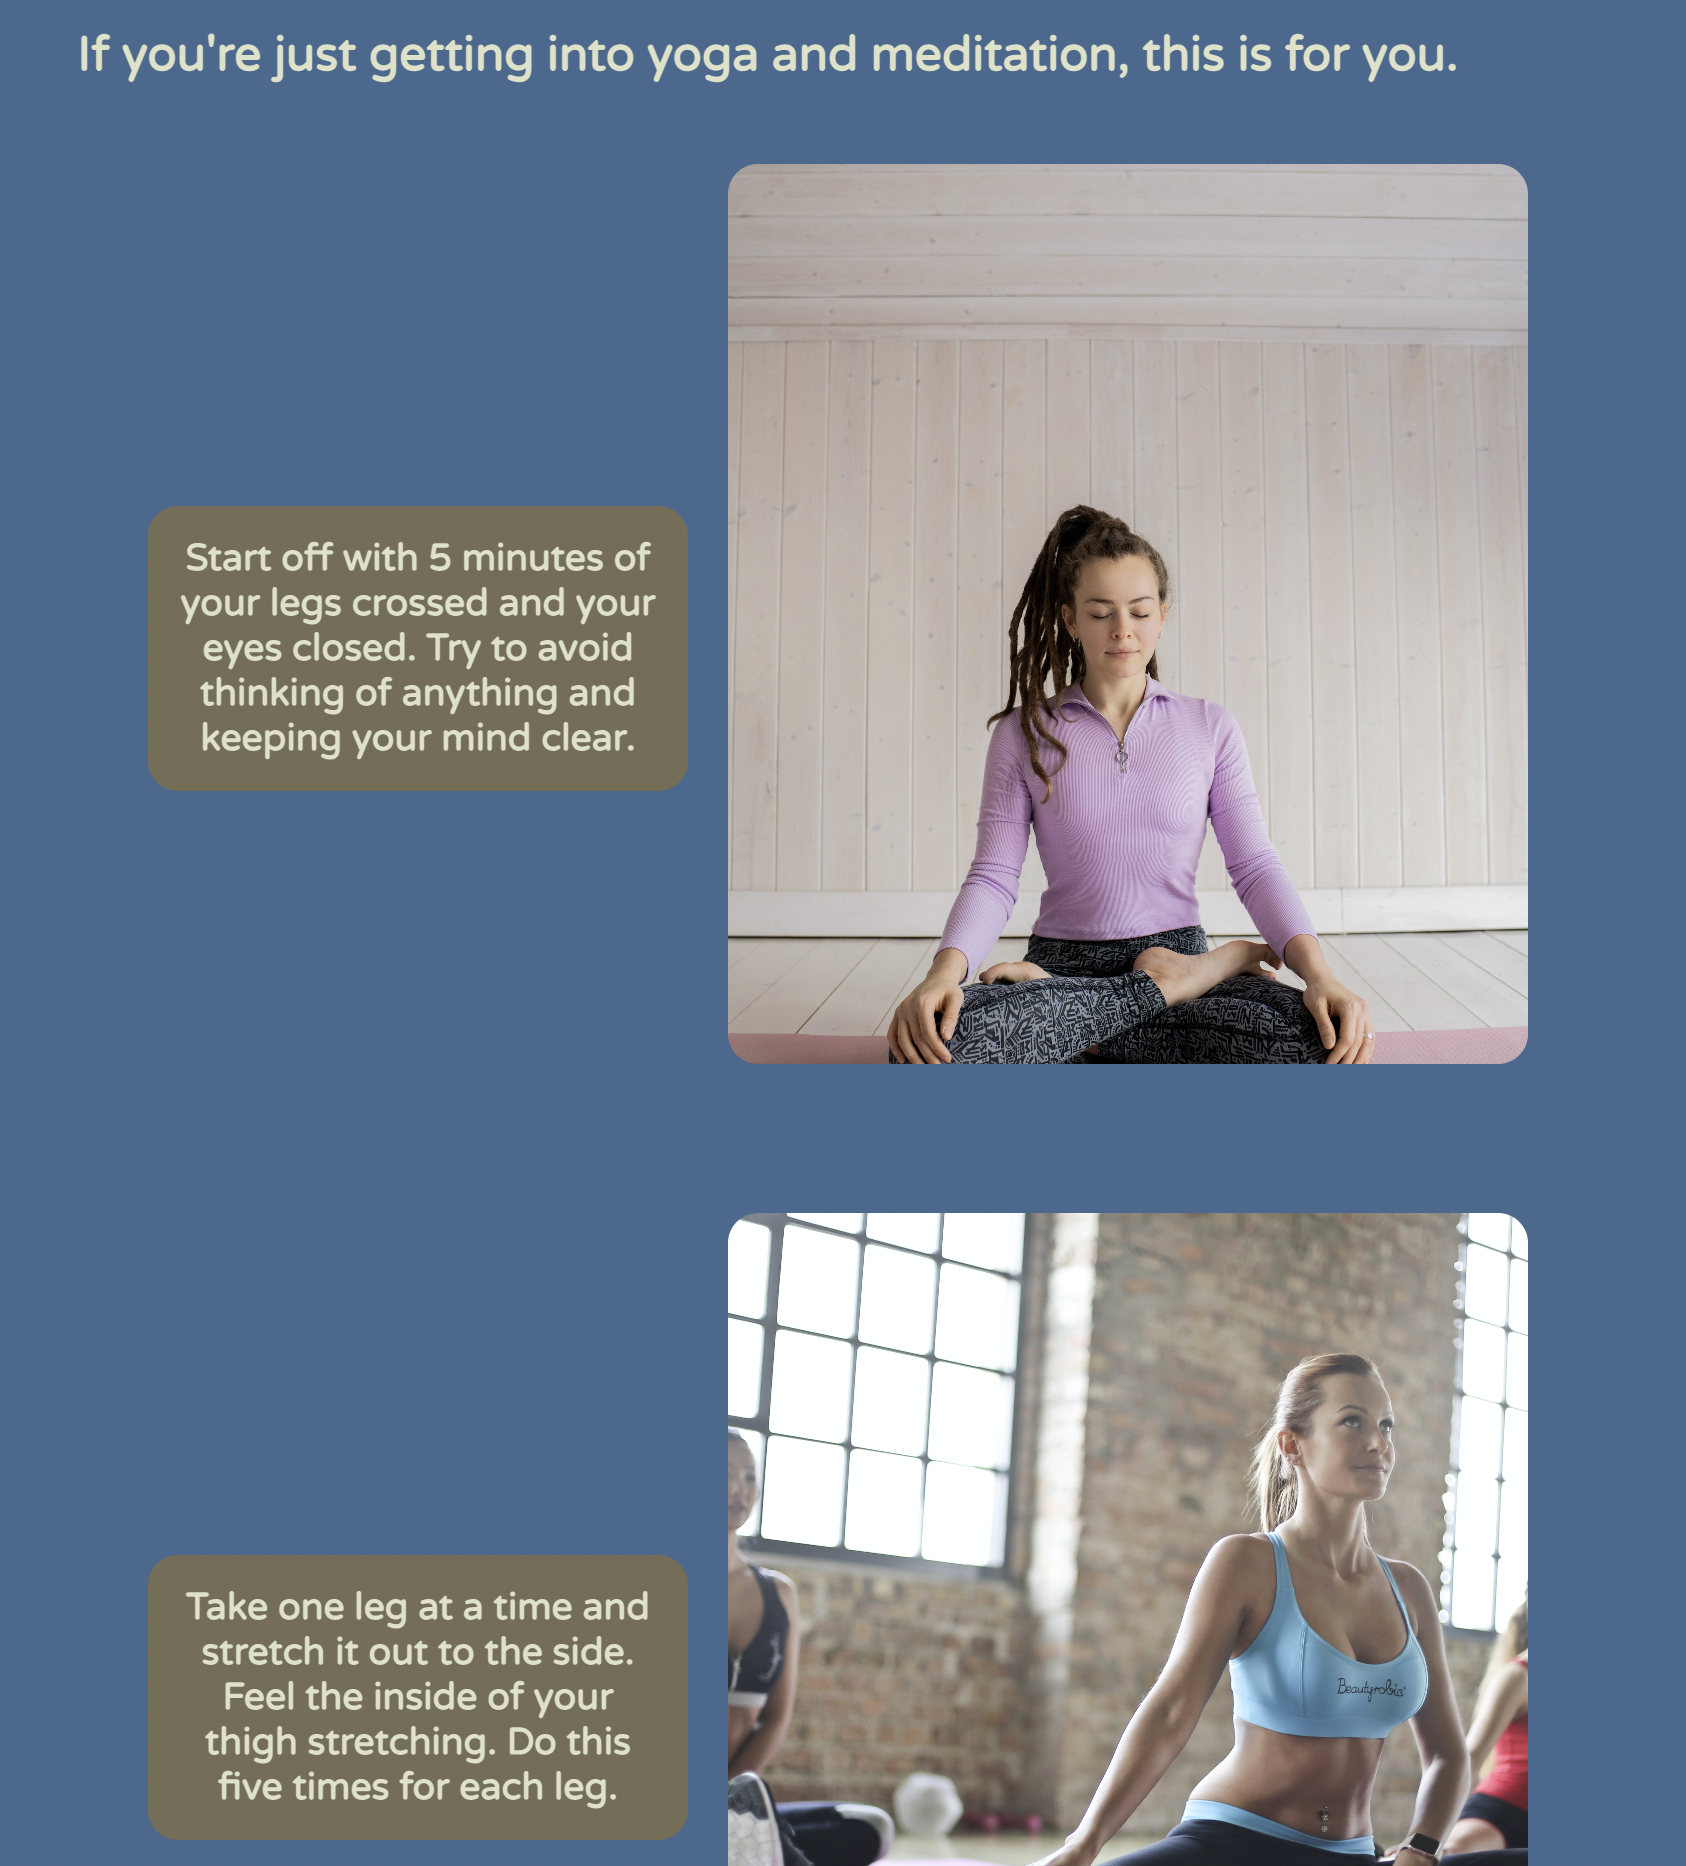 If you're just getting into yoga and meditation, this is for you.
Start off with 5 minutes of
your legs crossed and your
eyes closed. Try to avoid
thinking of anything and
keeping your mind clear.
Take one leg at a time and
stretch it out to the side.
Feel the inside of your
thigh stretching. Do this
five times for each leg.
Beautyrobic®